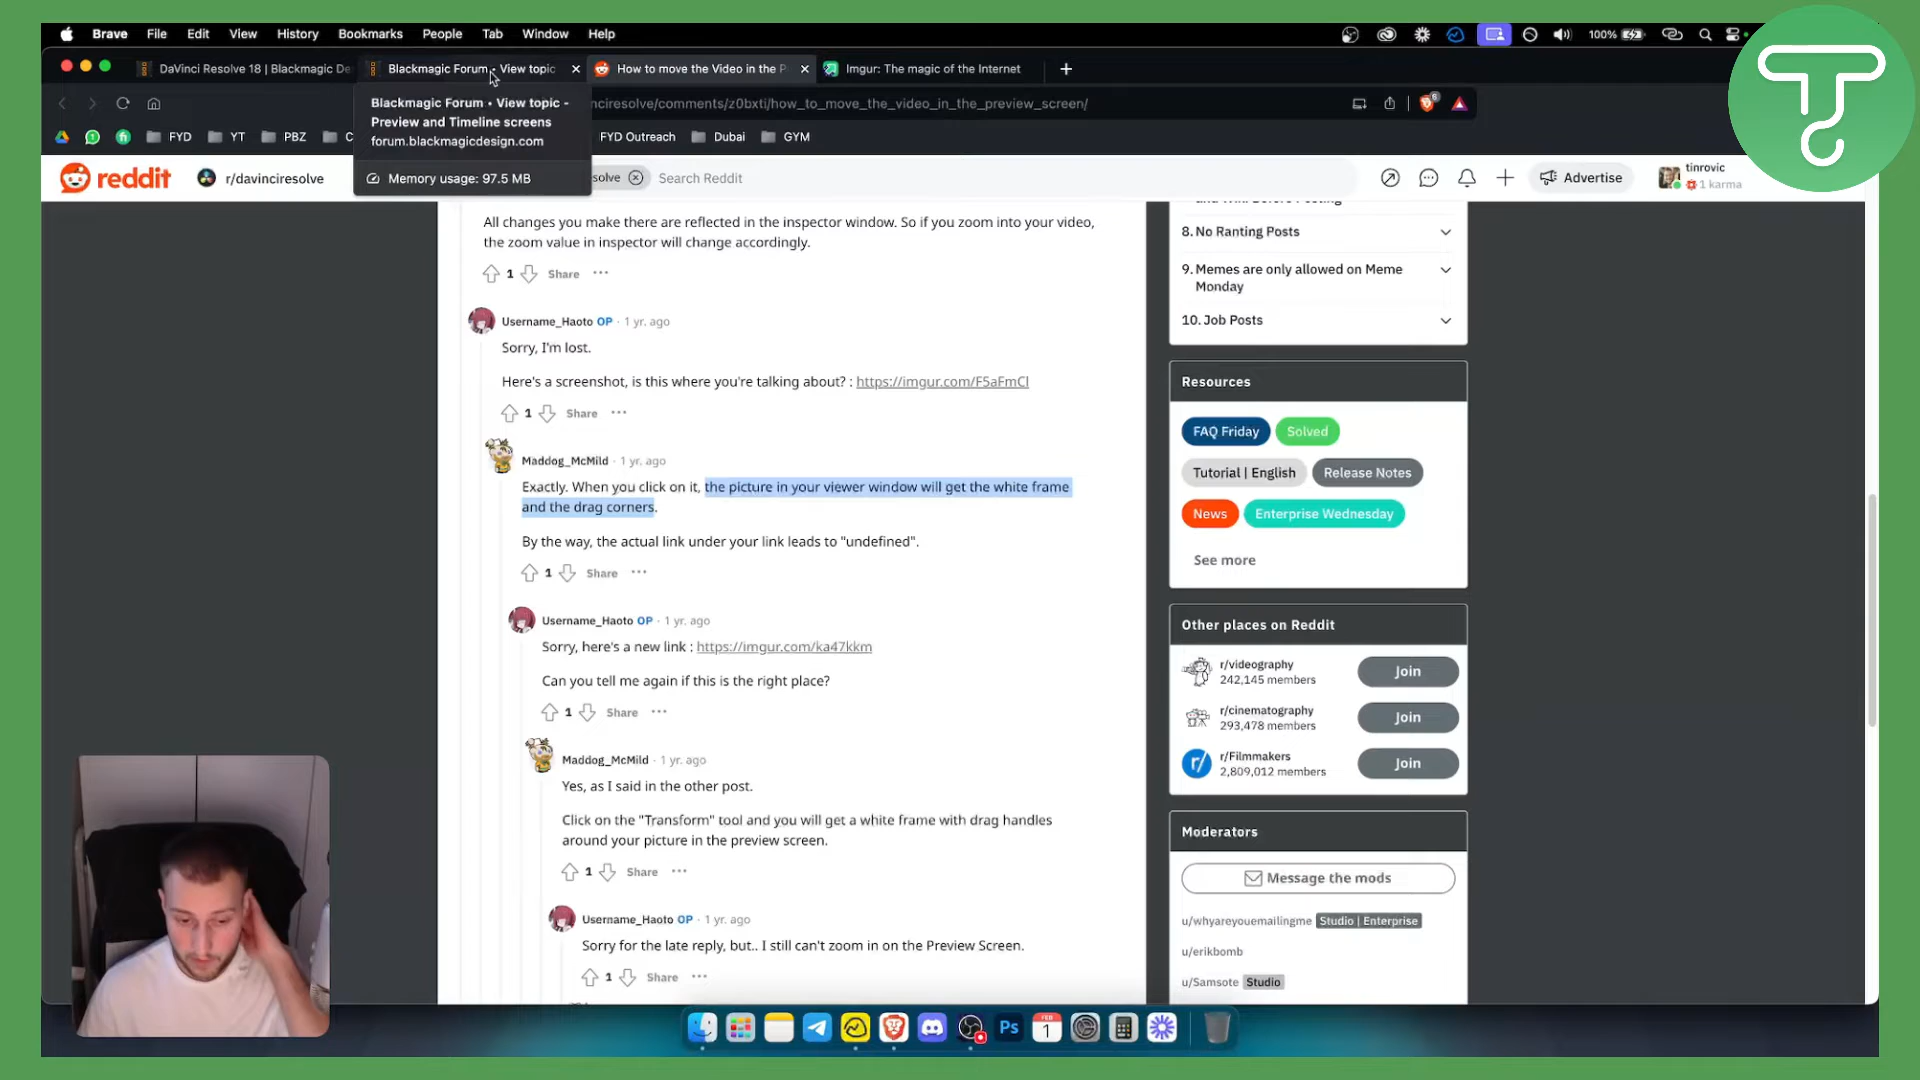 Brave File Edit View History Bookmarks People Tab Window Help 100%
DaVinci Resolve 18 | Blackmagic De
Blackmagic Forum • View topic
How to move the Video in the P
Imgur: The magic of the Internet
Blackmagic Forum • View topic -
Preview and Timeline screens
forum.blackmagicdesign.com
Memory usage: 97.5 MB
nciresolve/comments/z0bxti/how_to_move_the_video_in_the_preview_screen/
FYD YT PBZ C FYD Outreach Dubai GYM
reddit r/davinciresolve solve Search Reddit Advertise
tinrovic
1 karma
All changes you make there are reflected in the inspector window. So if you zoom into your video,
the zoom value in inspector will change accordingly.
1 Share
Username_Haoto OP · 1 yr. ago
Sorry, I'm lost.
Here's a screenshot, is this where you're talking about? : https://imgur.com/F5aFmCl
1 Share
Maddog_McMild · 1 yr. ago
Exactly. When you click on it, the picture in your viewer window will get the white frame
and the drag corners.
By the way, the actual link under your link leads to "undefined".
1 Share
Username_Haoto OP · 1 yr. ago
Sorry, here's a new link : https://imgur.com/ka47kkm
Can you tell me again if this is the right place?
1 Share
Maddog_McMild · 1 yr. ago
Yes, as I said in the other post.
Click on the "Transform" tool and you will get a white frame with drag handles
around your picture in the preview screen.
1 Share
Username_Haoto OP · 1 yr. ago
Sorry for the late reply, but.. I still can't zoom in on the Preview Screen.
1 Share
8. No Ranting Posts
9. Memes are only allowed on Meme
Monday
10. Job Posts
Resources
FAQ Friday Solved
Tutorial | English Release Notes
News Enterprise Wednesday
See more
Other places on Reddit
r/videography
242,145 members
Join
r/cinematography
293,478 members
Join
r/Filmmakers
2,809,012 members
Join
Moderators
Message the mods
u/whyareyouemailingme Studio | Enterprise
u/erikbomb
u/Samsote Studio
FEB
1
Ps